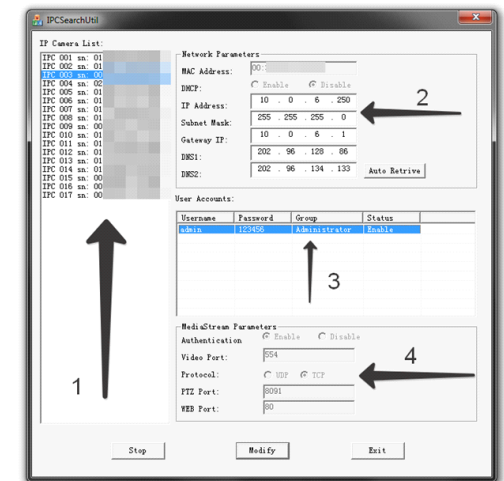 IPCSearchUtil
IP Camera List:
IPC 001 sn: 01
IPC 002 sn: 01
IPC 003 sn: 00
IPC 004 sn: 02
IPC 005 sn: 01
IPC 006 sn: 01
IPC 007 sn: 01
IPC 008 sn: 01
IPC 009 sn: 00
IPC 010 sn: 01
IPC 011 sn: 01
IPC 012 sn: 01
IPC 013 sn: 01
IPC 014 sn: 01
IPC 015 sn: 00
IPC 016 sn: 00
IPC 017 sn: 00
1
Network Parameters
MAC Address: 00:
DHCP: Enable Disable
IP Address: 10 . 0 . 6 . 250
2
Subnet Mask: 255 . 255 . 255 . 0
Gateway IP: 10 . 0 . 6 . 1
DNS1: 202 . 96 . 128 . 86
DNS2: 202 . 96 . 134 . 133 Auto Retrive
User Accounts:
Username Password Group Status
admin 123456 Administrator Enable
3
MediaStream Parameters
Authentication Enable Disable
Video Port: 554
4
Protocol: UDP TCP
PTZ Port: 8091
WEB Port: 80
Stop Modify Exit